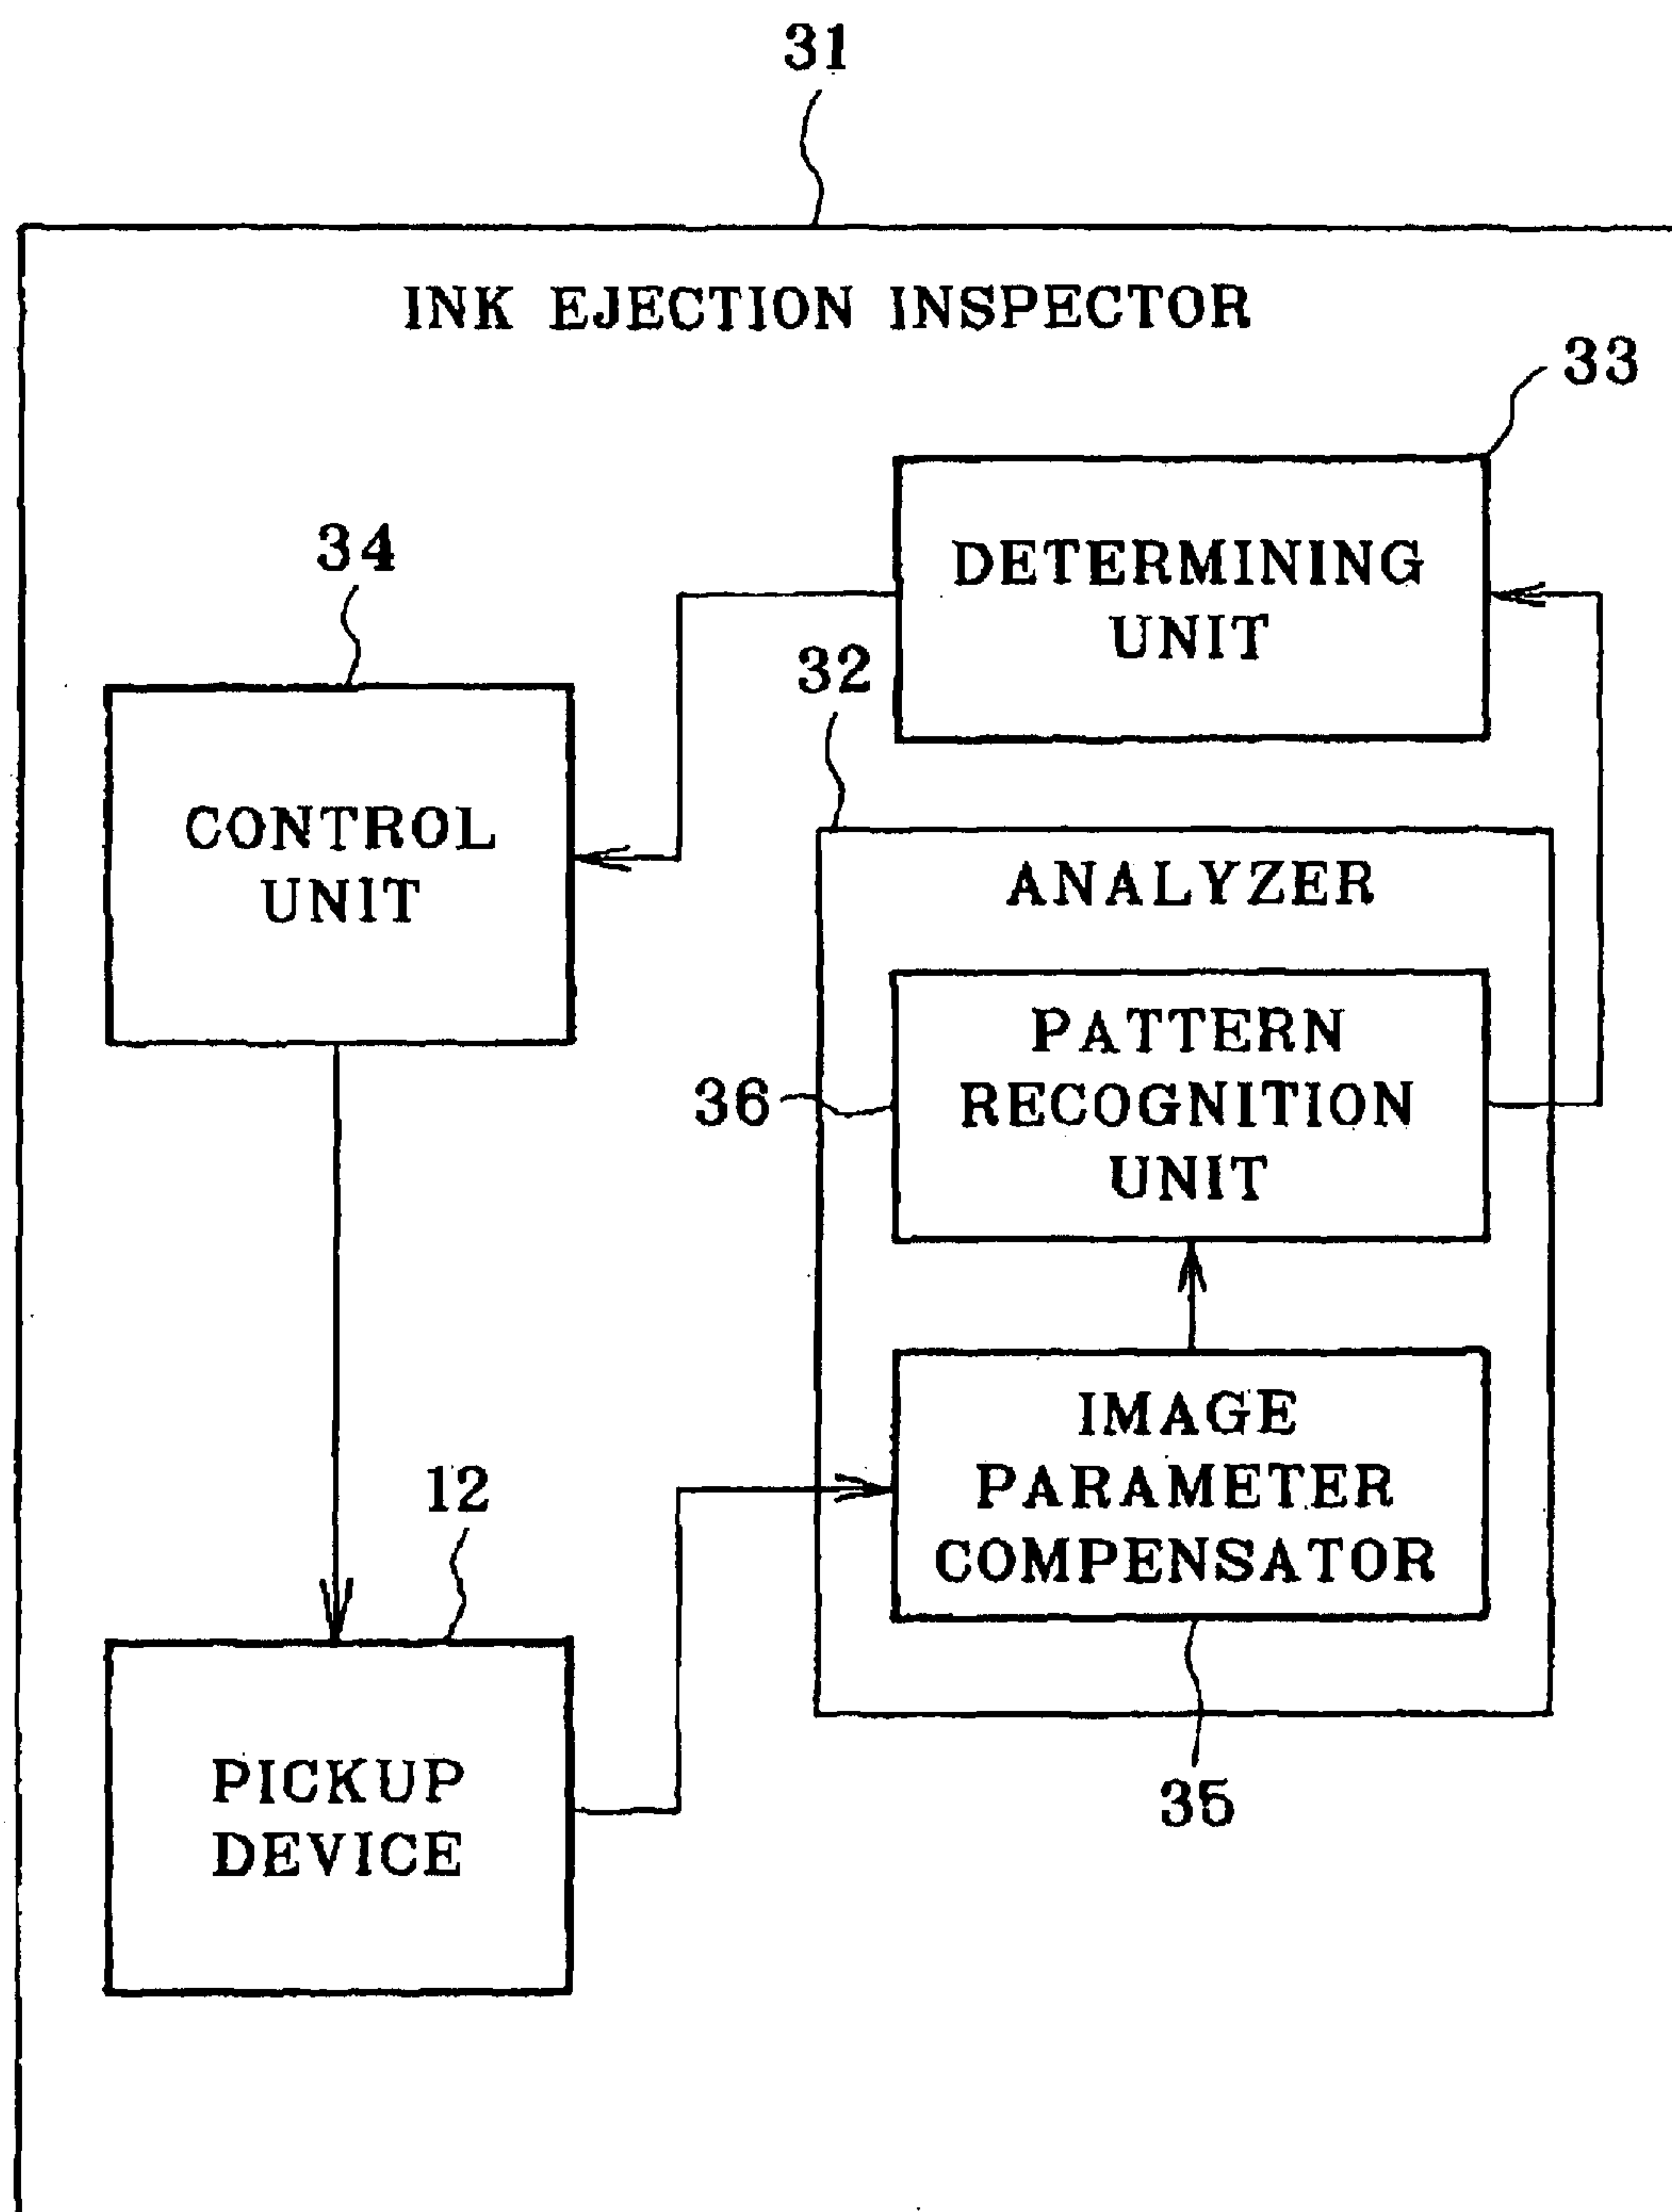 31
INK EJECTION INSPECTOR
33
DETERMINING
UNIT
34
32
CONTROL
UNIT
ANALYZER
PATTERN
RECOGNITION
UNIT
36
IMAGE
PARAMETER
COMPENSATOR
12
35
PICKUP
DEVICE